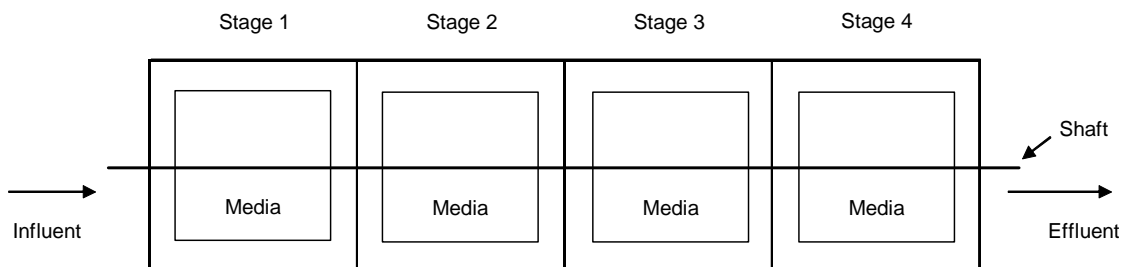 Stage 1
Stage 2
Stage 3
Stage 4
Shaft
Media
Media
Media
Media
Influent
Effluent